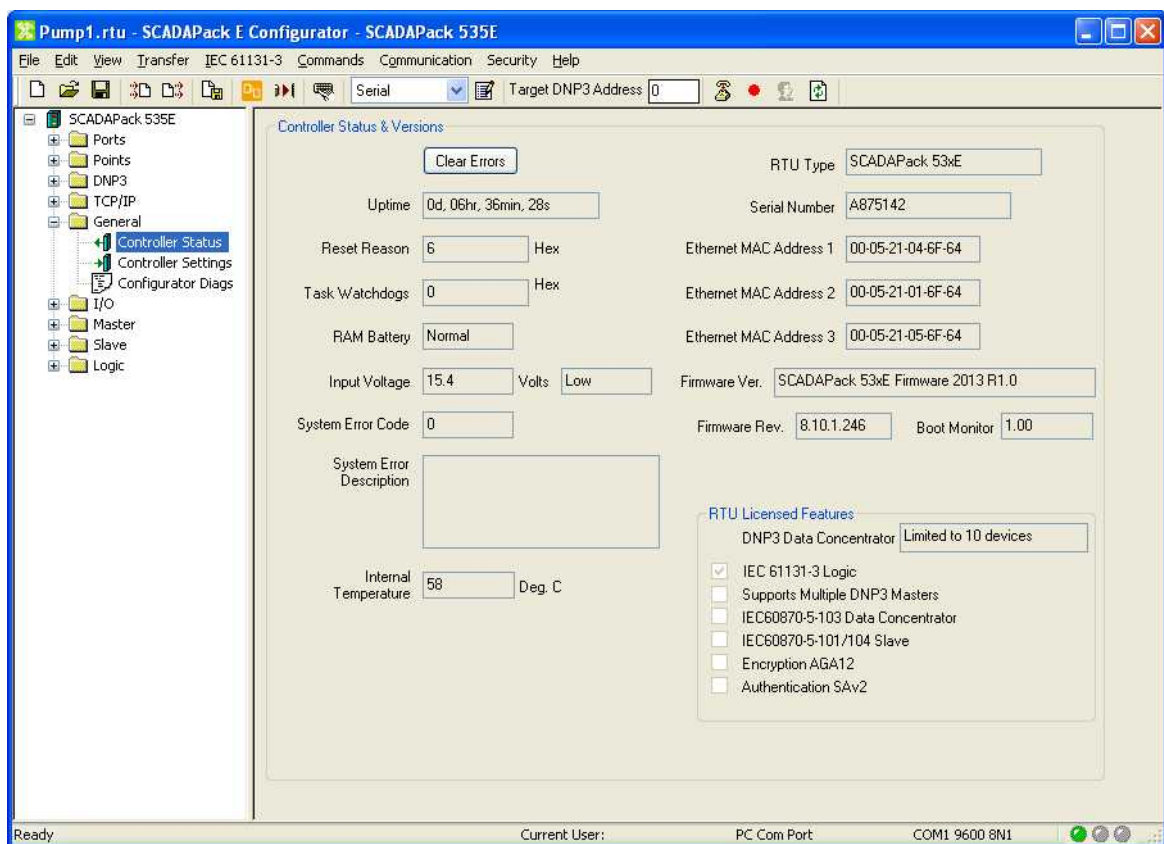 Pump1.rtu - SCADAPack E Configurator - SCADAPack 535E
File Edit View Transfer IEC 61131-3 Commands Communication Security Help
Serial Target DNP3 Address 0
SCADAPack 535E
Ports
Points
DNP3
TCP/IP
General
Controller Status
Controller Settings
Configurator Diags
I/O
Master
Slave
Logic
Controller Status & Versions
Clear Errors
Uptime 0d, 06hr, 36min, 28s
Reset Reason 6 Hex
Task Watchdogs 0 Hex
RAM Battery Normal
Input Voltage 15.4 Volts Low
System Error Code 0
System Error
Description
Internal
Temperature 58 Deg. C
RTU Type SCADAPack 53xE
Serial Number A875142
Ethernet MAC Address 1 00-05-21-04-6F-64
Ethernet MAC Address 2 00-05-21-01-6F-64
Ethernet MAC Address 3 00-05-21-05-6F-64
Firmware Ver. SCADAPack 53xE Firmware 2013 R1.0
Firmware Rev. 8.10.1.246 Boot Monitor 1.00
RTU Licensed Features
DNP3 Data Concentrator Limited to 10 devices
IEC 61131-3 Logic
Supports Multiple DNP3 Masters
IEC60870-5-103 Data Concentrator
IEC60870-5-101/104 Slave
Encryption AGA12
Authentication SAv2
Ready Current User: PC Com Port COM1 9600 8N1